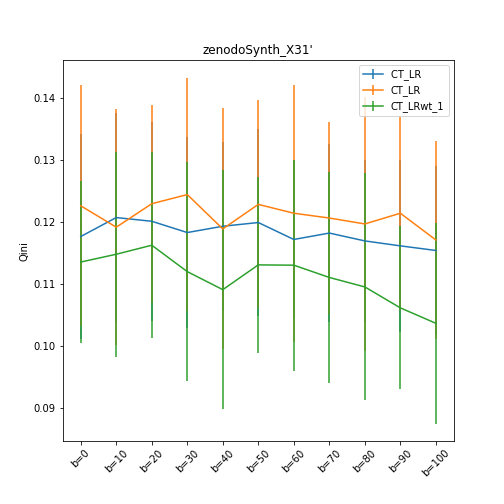 zenodoSynth_X31'
CT_LR
CT_LR
CT_LRwt_1
Qini
0.14
0.13
0.12
0.11
0.10
0.09
b=0
b=10
b=20
b=30
b=40
b=50
b=60
b=70
b=80
b=90
b=100